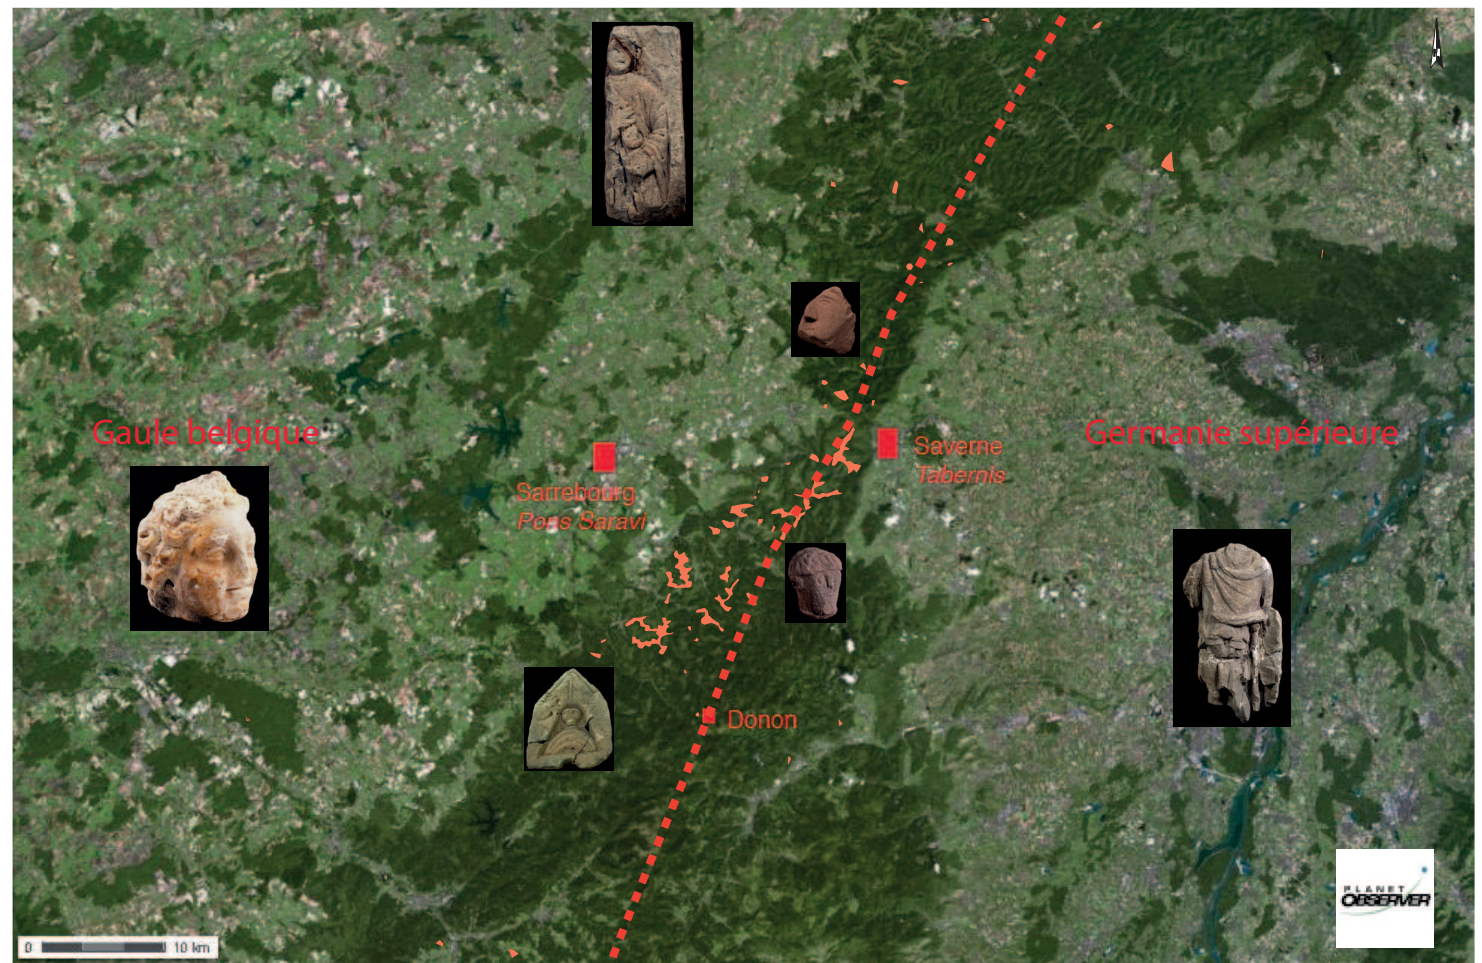 Gaule belgique
Germanie supérieure
Saverne
Tabernis
Sarrebourg
Pons Saravi
Donon
PLANET
OBSERVER
0 10 km